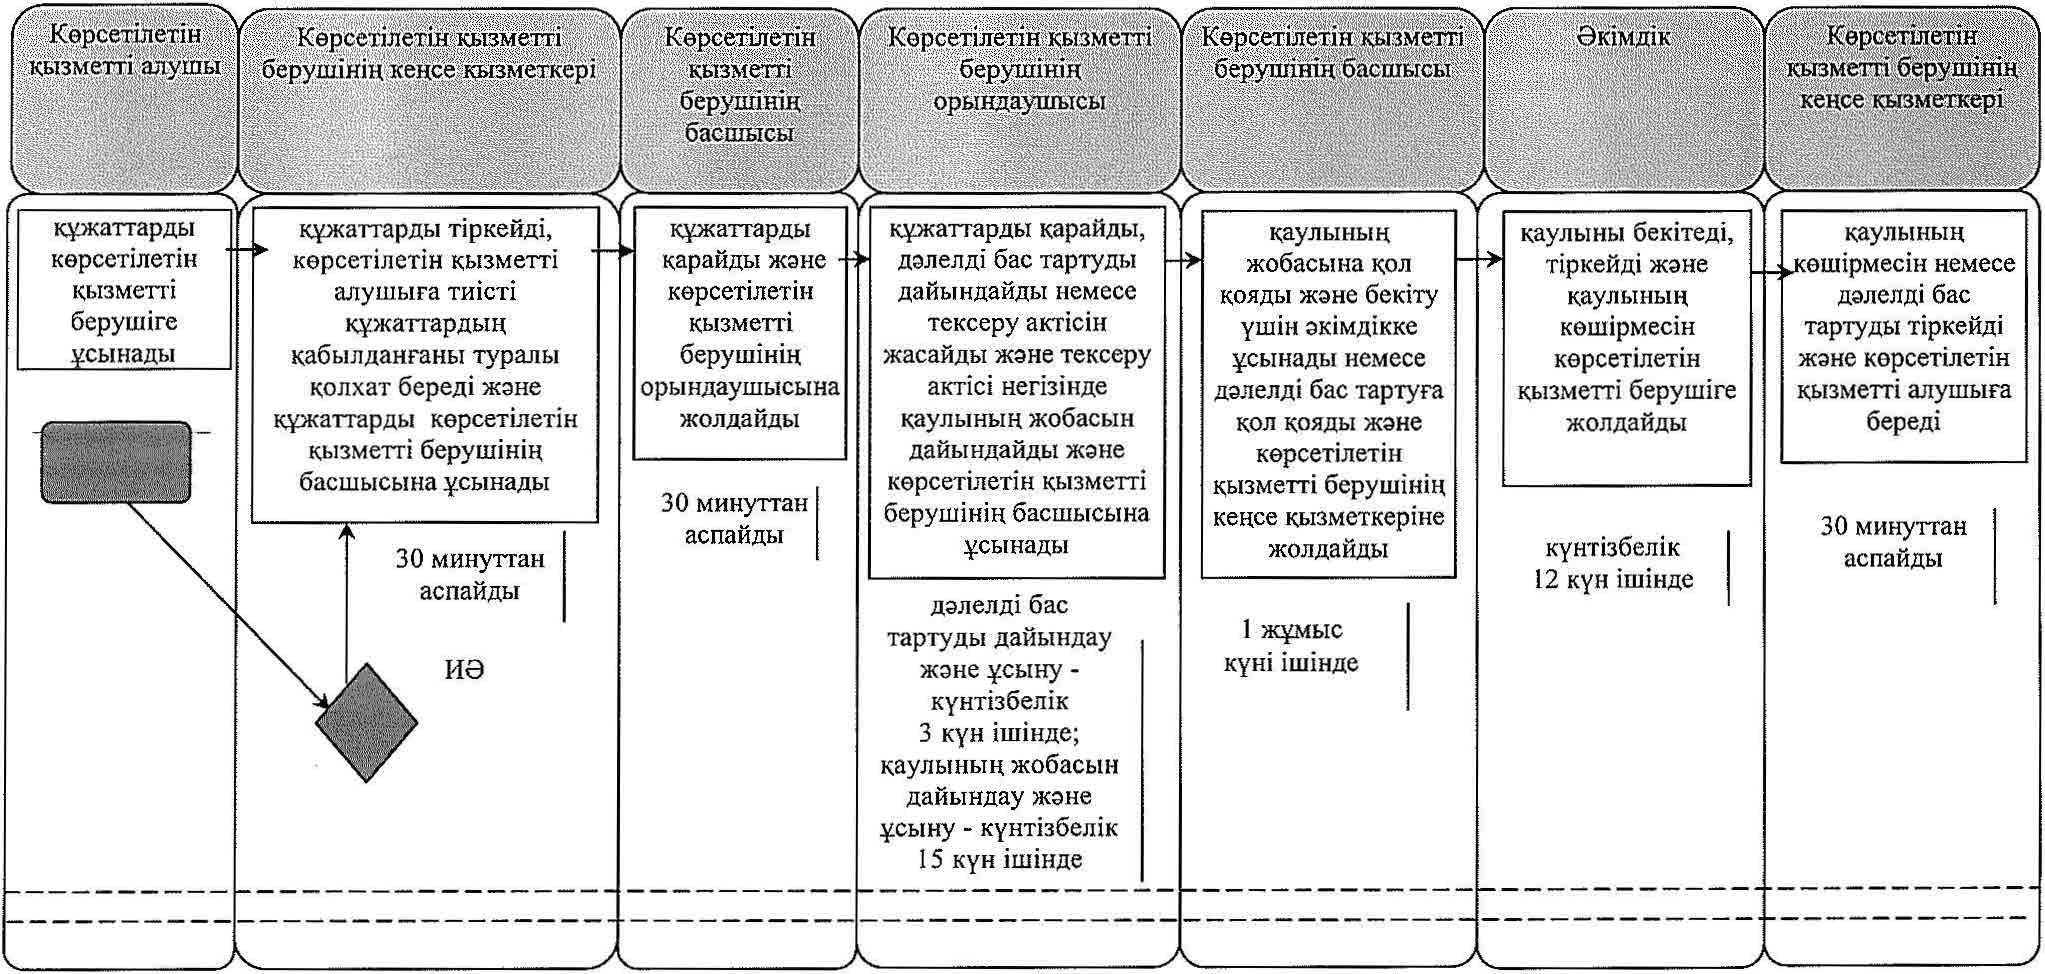 Көрсетілетін
қызметті алушы
Көрсетілетін қызметті
берушінің кеңсе қызметкері
Көрсетілетін
қызметті
берушінің
басшысы
Көрсетілетін қызметті
берушінің
орындаушысы
Көрсетілетін қызметті
берушінің басшысы
Әкімдік
Көрсетілетін
қызметті берушінің
кеңсе қызметкері
құжаттарды
көрсетілетін
қызметті
берушіге
ұсынады
құжаттарды тіркейді,
көрсетілетін қызметті
алушыға тиісті
құжаттардың
қабылданғаны туралы
қолхат береді және
құжаттарды көрсетілетін
қызметті берушінің
басшысына ұсынады
30 минуттан
аспайды
ИӘ
құжаттарды
қарайды және
көрсетілетін
қызметті
берушінің
орындаушысына
жолдайды
30 минуттан
аспайды
құжаттарды қарайды,
дәлелді бас тартуды
дайындайды немесе
тексеру актісін
жасайды және тексеру
актісі негізінде
қаулының жобасын
дайындайды және
көрсетілетін қызметті
берушінің басшысына
ұсынады
дәлелді бас
тартуды дайындау
және ұсыну -
күнтізбелік
3 күн ішінде;
қаулының жобасын
дайындау және
ұсыну - күнтізбелік
15 күн ішінде
қаулының
жобасына қол
қояды және бекіту
үшін әкімдікке
ұсынады немесе
дәлелді бас тартуға
қол қояды және
көрсетілетін
қызметті берушінің
кеңсе қызметкеріне
жолдайды
1 жұмыс
күні ішінде
қаулыны бекітеді,
тіркейді және
қаулының
көшірмесін
көрсетілетін
қызметті берушіге
жолдайды
күнтізбелік
12 күн ішінде
қаулының
көшірмесін немесе
дәлелді бас
тартуды тіркейді
және көрсетілетін
қызметті алушыға
береді
30 минуттан
аспайды